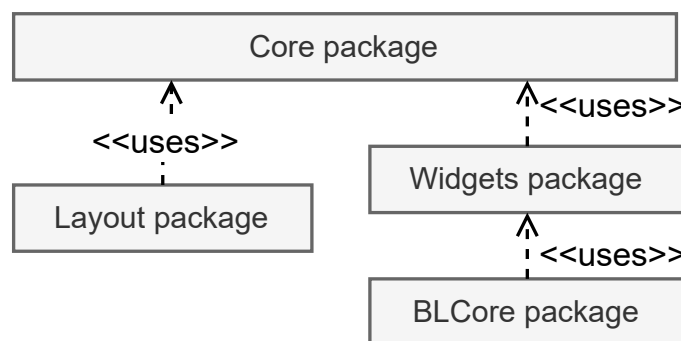 Core package
<<uses>>
<<uses>>
Layout package
Widgets package
<<uses>>
BLCore package